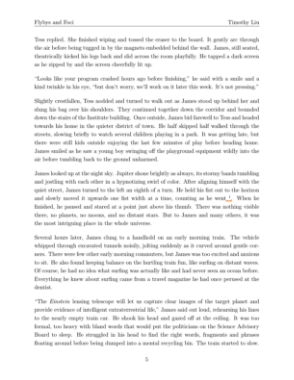 Flybys and Foci Timothy Liu
Tess replied. She finished wiping and tossed the eraser to the board. It gently arc through
the air before being tugged in by the magnets embedded behind the wall. James, still seated,
theatrically kicked his legs back and slid across the room playfully. He tapped a dark screen
as he zipped by and the screen cheerfully lit up.
“Looks like your program crashed hours ago before finishing,” he said with a smile and a
kind twinkle in his eye, “but don’t worry, we’ll work on it later this week. It’s not pressing.”
Slightly crestfallen, Tess nodded and turned to walk out as James stood up behind her and
slung his bag over his shoulders. They continued together down the corridor and bounded
down the stairs of the Institute building. Once outside, James bid farewell to Tess and headed
towards his home in the quieter district of town. He half skipped half walked through the
streets, slowing briefly to watch several children playing in a park. It was getting late, but
there were still kids outside enjoying the last few minutes of play before heading home.
James smiled as he saw a young boy swinging off the playground equipment wildly into the
air before tumbling back to the ground unharmed.
James looked up at the night sky. Jupiter shone brightly as always, its stormy bands tumbling
and jostling with each other in a hypnotizing swirl of color. After aligning himself with the
quiet street, James turned to the left an eighth of a turn. He held his fist out to the horizon
and slowly moved it upwards one fist width at a time, counting as he went. When he
finished, he paused and stared at a point just above his thumb. There was nothing visible
there, no planets, no moons, and no distant stars. But to James and many others, it was
the most intriguing place in the whole universe.
Several hours later, James clung to a handhold on an early morning train. The vehicle
whipped through excavated tunnels noisily, jolting suddenly as it curved around gentle cor-
ners. There were few other early morning commuters, but James was too excited and anxious
to sit. He also found keeping balance on the hurtling train fun, like surfing on distant waves.
Of course, he had no idea what surfing was actually like and had never seen an ocean before.
Everything he knew about surfing came from a travel magazine he had once perused at the
dentist.
“The Einstein lensing telescope will let us capture clear images of the target planet and
provide evidence of intelligent extraterrestrial life,” James said out loud, rehearsing his lines
to the nearly empty train car. He shook his head and gazed off at the ceiling. It was too
formal, too heavy with bland words that would put the politicians on the Science Advisory
Board to sleep. He struggled in his head to find the right words, fragments and phrases
floating around before being dumped into a mental recycling bin. The train started to slow.
5